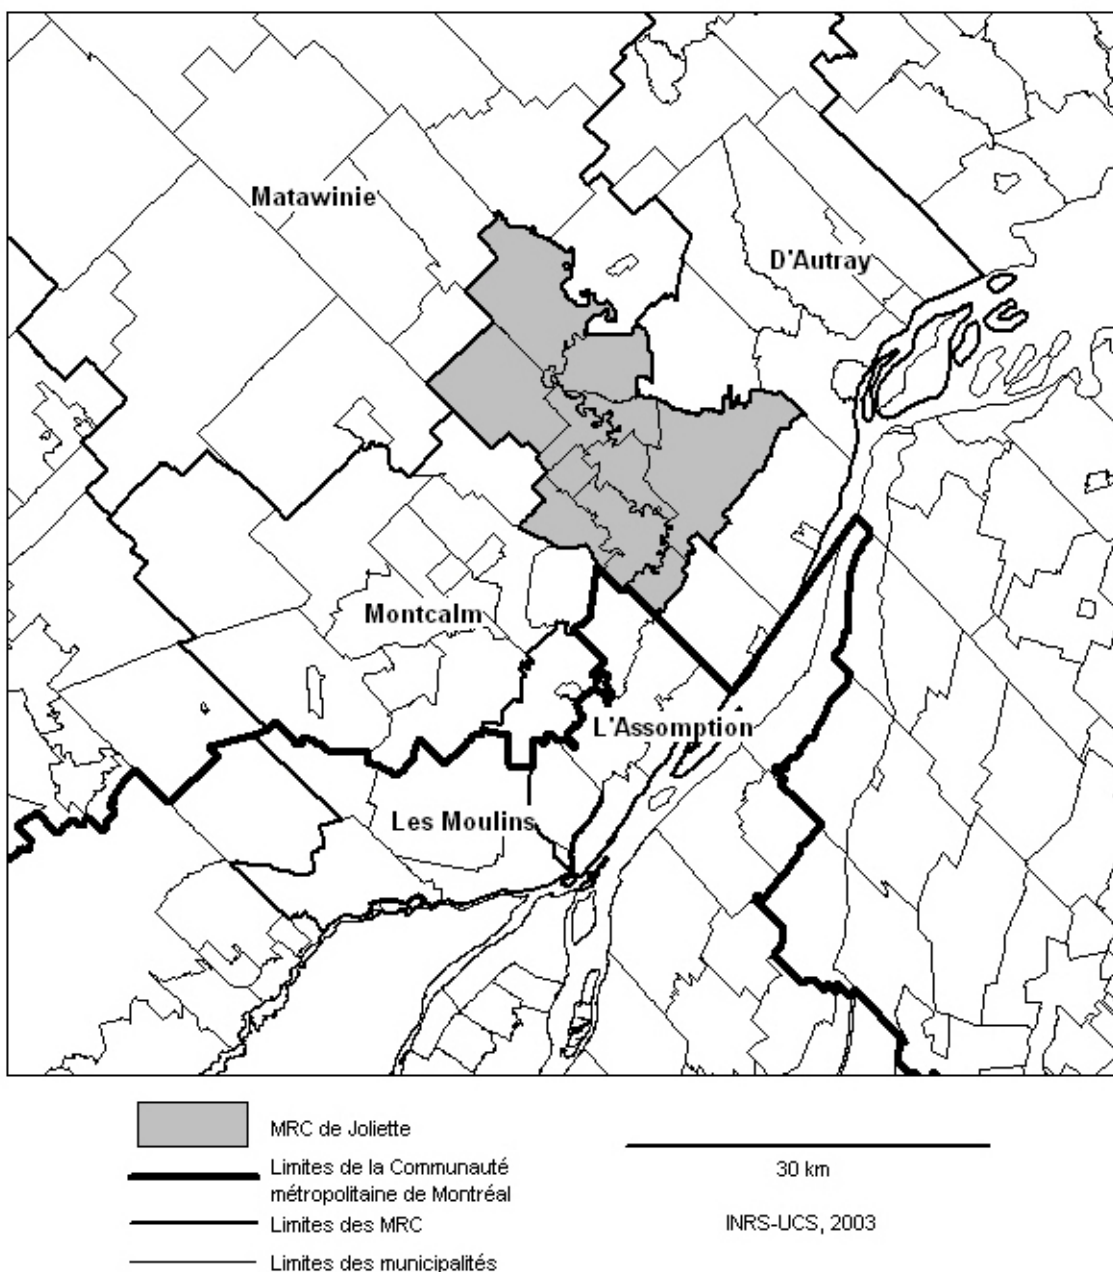 Matawinie
D'Autray
Montcalm
L'Assomption
Les Moulins
MRC de Joliette
Limites de la Communauté
métropolitaine de Montréal
Limites des MRC
Limites des municipalités
30 km
INRS-UCS, 2003